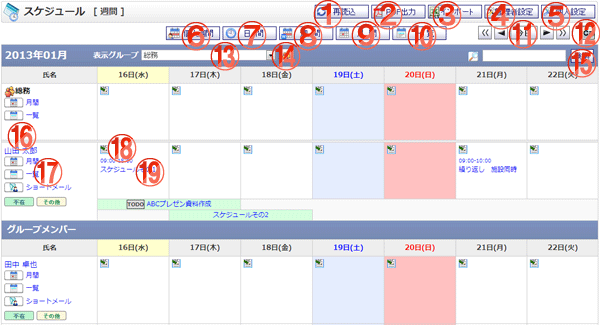 スケジュール [ 週間 ]
① 再読込 ② PDF出力 ③ ポート ④ 管理者設定 ⑤ 個人設定
⑥ 週間 ⑦ 日 間 ⑧ ⑨ ⑩ ⑪ ⑫
2013年01月 表示グループ 総務 ⑬ ⑭ ⑮
氏名 16日(水) 17日(木) 18日(金) 19日(土) 20日(日) 21日(月) 22日(火)
総務
月間
一覧
⑯
山田 太郎
月間 ⑱ 09:00- 09:00-10:00
一覧 ⑰ スケジュール ⑲ 繰り返し 施設同時
ショートメール
不在 その他 TODO ABCプレゼン資料作成
スケジュールその2
グループメンバー
氏名 16日(水) 17日(木) 18日(金) 19日(土) 20日(日) 21日(月) 22日(火)
田中 卓也
月間
一覧
ショートメール
不在 その他